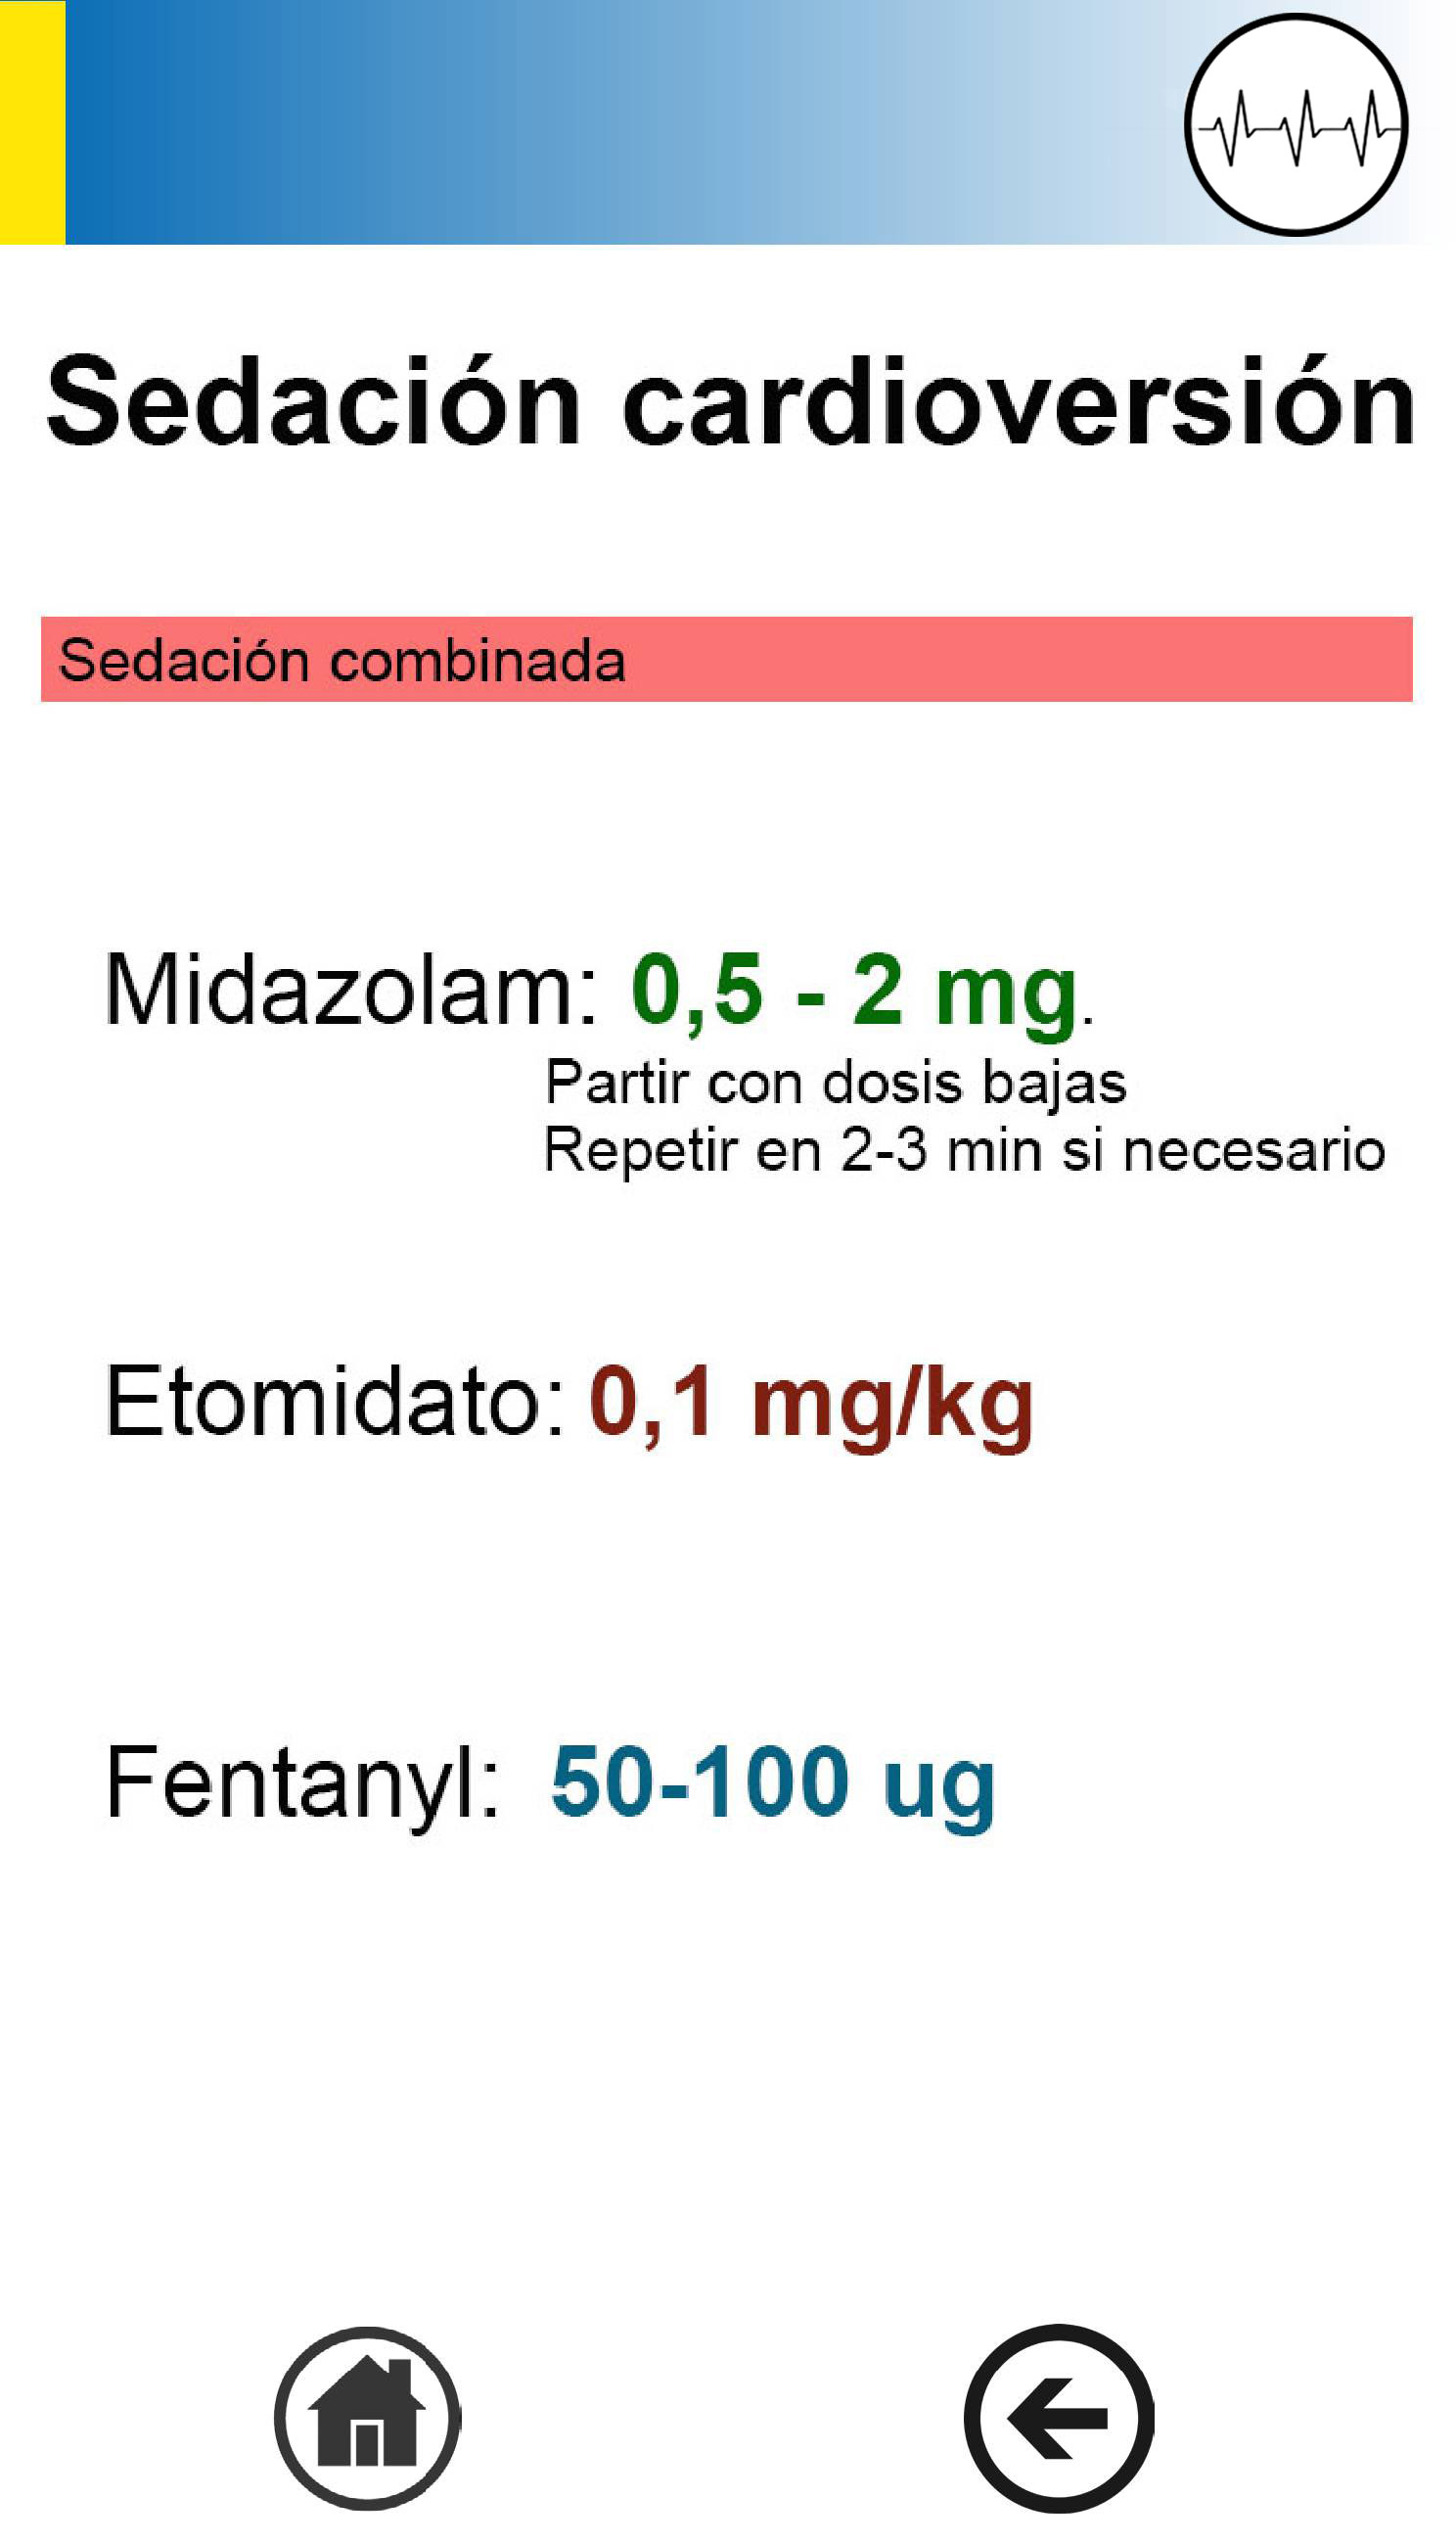 Sedación cardioversión
Sedación combinada
Midazolam: 0,5 - 2 mg.
Partir con dosis bajas
Repetir en 2-3 min si necesario
Etomidato: 0,1 mg/kg
Fentanyl: 50-100 ug